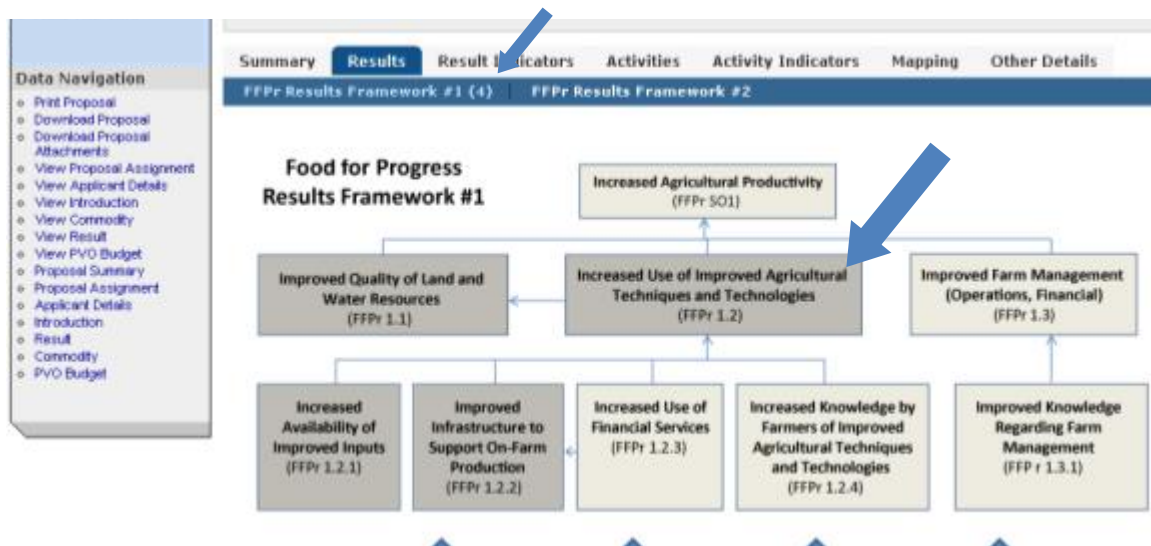 Data Navigation
Print Proposal
Download Proposal
Download Proposal
Attachments
View Proposal Assignment
View Applicant Details
View Introduction
View Commodity
View Result
View PVO Budget
Proposal Summary
Proposal Assignment
Applicant Details
Introduction
Result
Commodity
PVO Budget
Summary Results Result Indicators Activities Activity Indicators Mapping Other Details
FFPr Results Framework #1 (4) FFPr Results Framework #2
Food for Progress
Results Framework #1
Increased Agricultural Productivity
(FFPr SO1)
Improved Quality of Land and
Water Resources
(FFPr 1.1)
Increased Use of Improved Agricultural
Techniques and Technologies
(FFPr 1.2)
Improved Farm Management
(Operations, Financial)
(FFPr 1.3)
Increased
Availability of
Improved Inputs
(FFPr 1.2.1)
Improved
Infrastructure to
Support On-Farm
Production
(FFPr 1.2.2)
Increased Use of
Financial Services
(FFPr 1.2.3)
Increased Knowledge by
Farmers of Improved
Agricultural Techniques
and Technologies
(FFPr 1.2.4)
Improved Knowledge
Regarding Farm
Management
(FFP r 1.3.1)